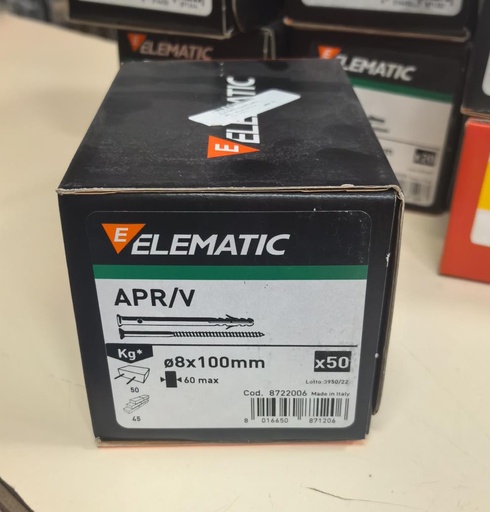 ELEMATIC
ELEMATIC
ELEMATIC
E ELEMATIC
APR/V
Kg*
ø8x100mm
x50
60 max
50
45
Lotto:3950/22
Cod. 8722006 Made in Italy
8 016650 871206